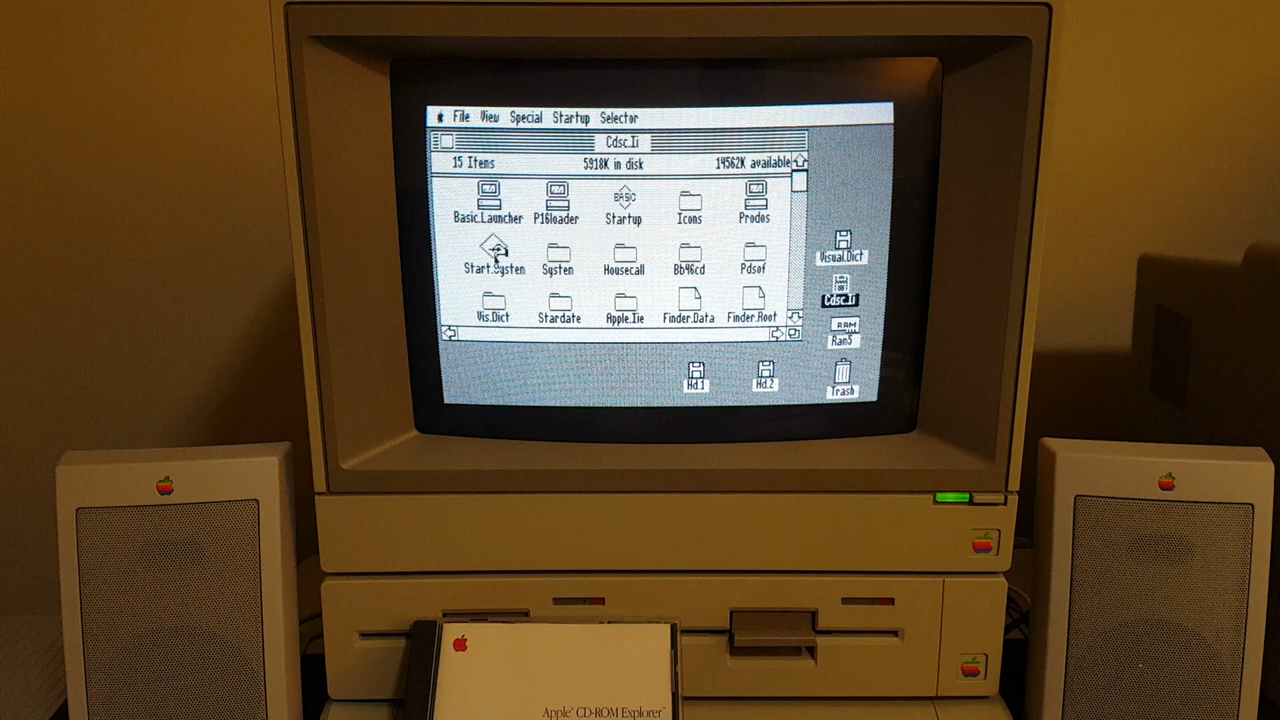 File View Special Startup Selector
Cdsc.Ii
15 Items 5918K in disk 14562K available
Basic.Launcher P16loader Startup Icons Prodos
BASIC
Start.System System Housecall Bb46cd Pdsof
Vis.Dict Stardate Apple.Iie Finder.Data Finder.Root
Visual.Dict
Cdsc.Ii
RAM
Ram5
Hd.1 Hd.2 Trash
Apple CD-ROM Explorer™